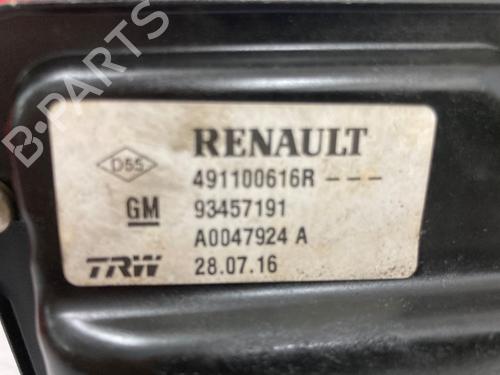 B-PARTS
RENAULT
D55 491100616R ---
GM 93457191
A0047924 A
TRW 28.07.16